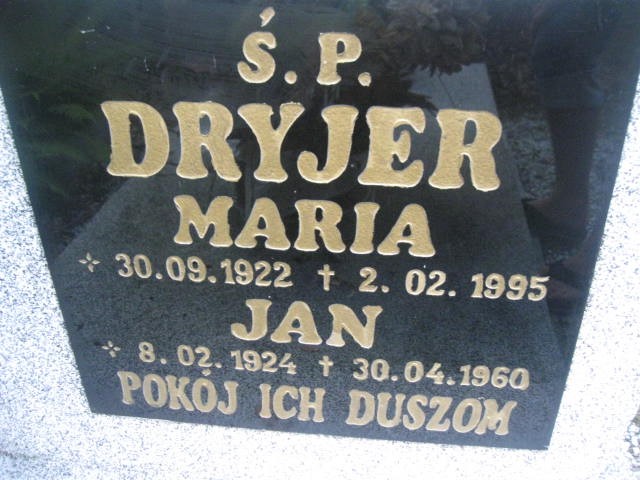 Ś. P.
DRYJER
MARIA
✢ 30.09.1922 ✝ 2.02.1995
JAN
✢ 8.02.1924 ✝ 30.04.1960
POKÓJ ICH DUSZOM